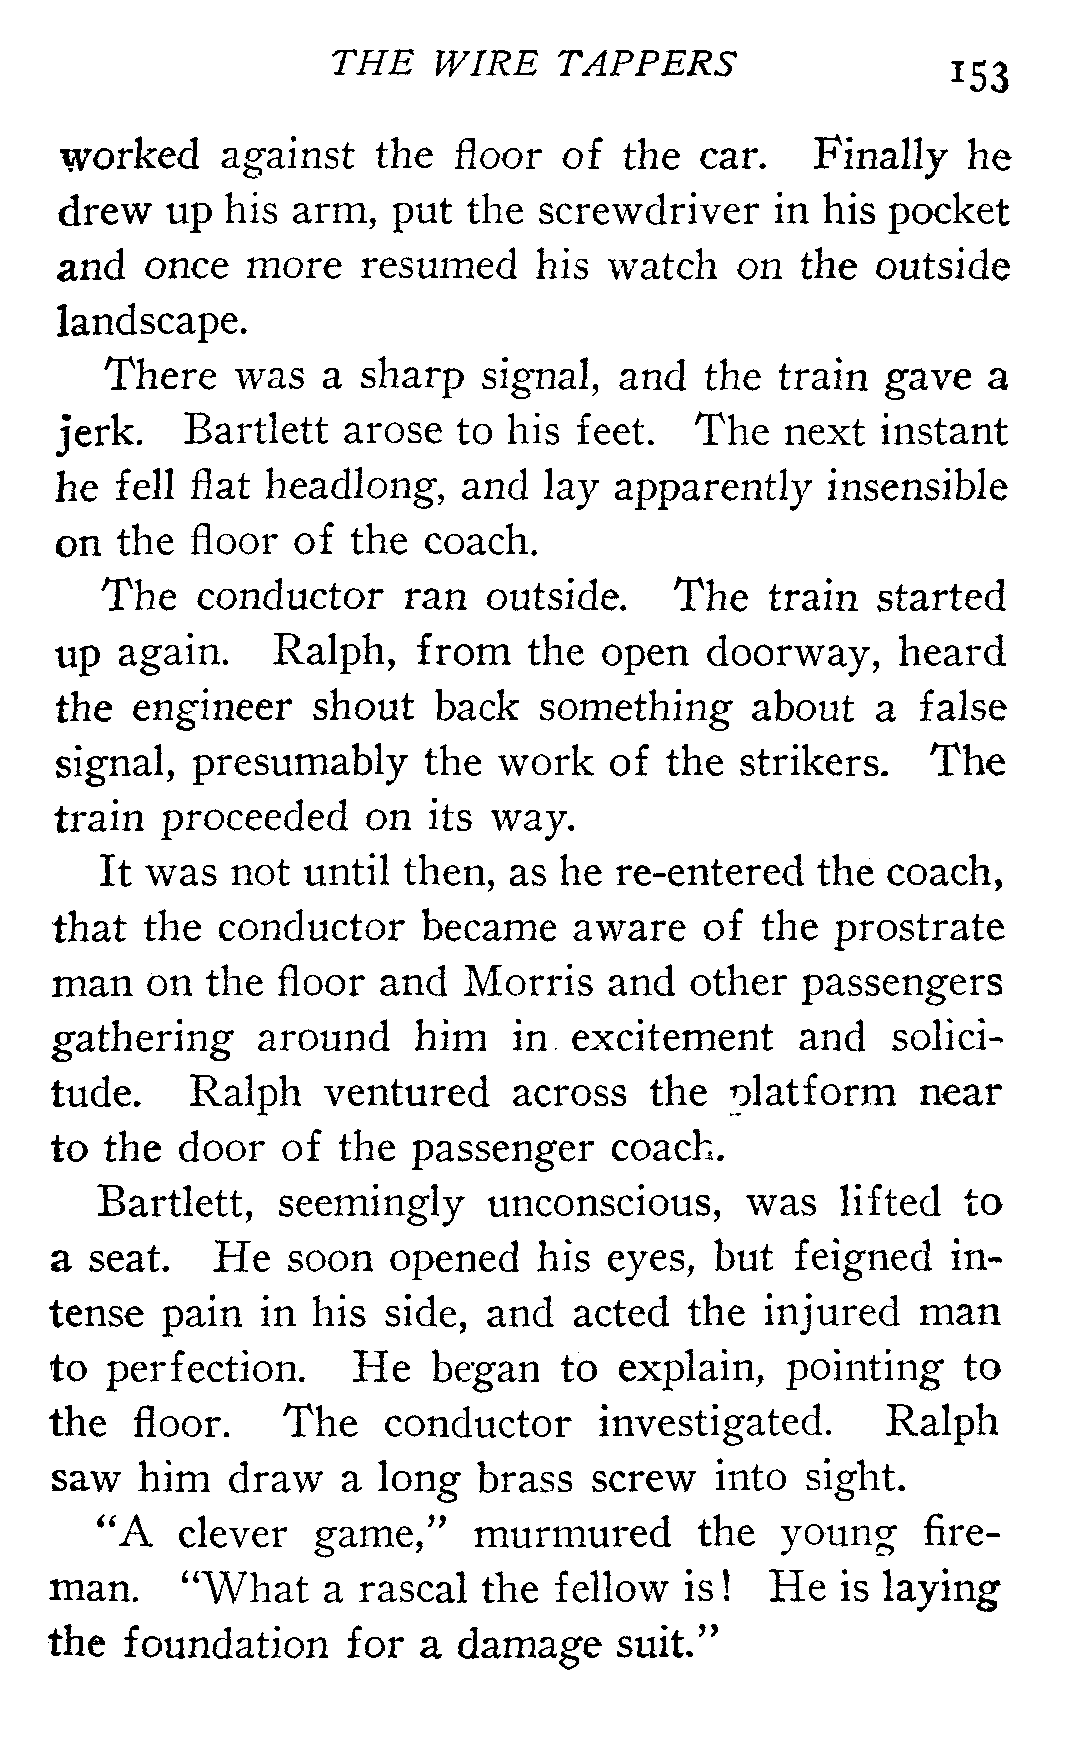 THE WIRE TAPPERS 153
worked against the floor of the car. Finally he
drew up his arm, put the screwdriver in his pocket
and once more resumed his watch on the outside
landscape.
There was a sharp signal, and the train gave a
jerk. Bartlett arose to his feet. The next instant
he fell flat headlong, and lay apparently insensible
on the floor of the coach.
The conductor ran outside. The train started
up again. Ralph, from the open doorway, heard
the engineer shout back something about a false
signal, presumably the work of the strikers. The
train proceeded on its way.
It was not until then, as he re-entered the coach,
that the conductor became aware of the prostrate
man on the floor and Morris and other passengers
gathering around him in excitement and solici-
tude. Ralph ventured across the platform near
to the door of the passenger coach.
Bartlett, seemingly unconscious, was lifted to
a seat. He soon opened his eyes, but feigned in-
tense pain in his side, and acted the injured man
to perfection. He began to explain, pointing to
the floor. The conductor investigated. Ralph
saw him draw a long brass screw into sight.
“A clever game,” murmured the young fire-
man. “What a rascal the fellow is! He is laying
the foundation for a damage suit.”